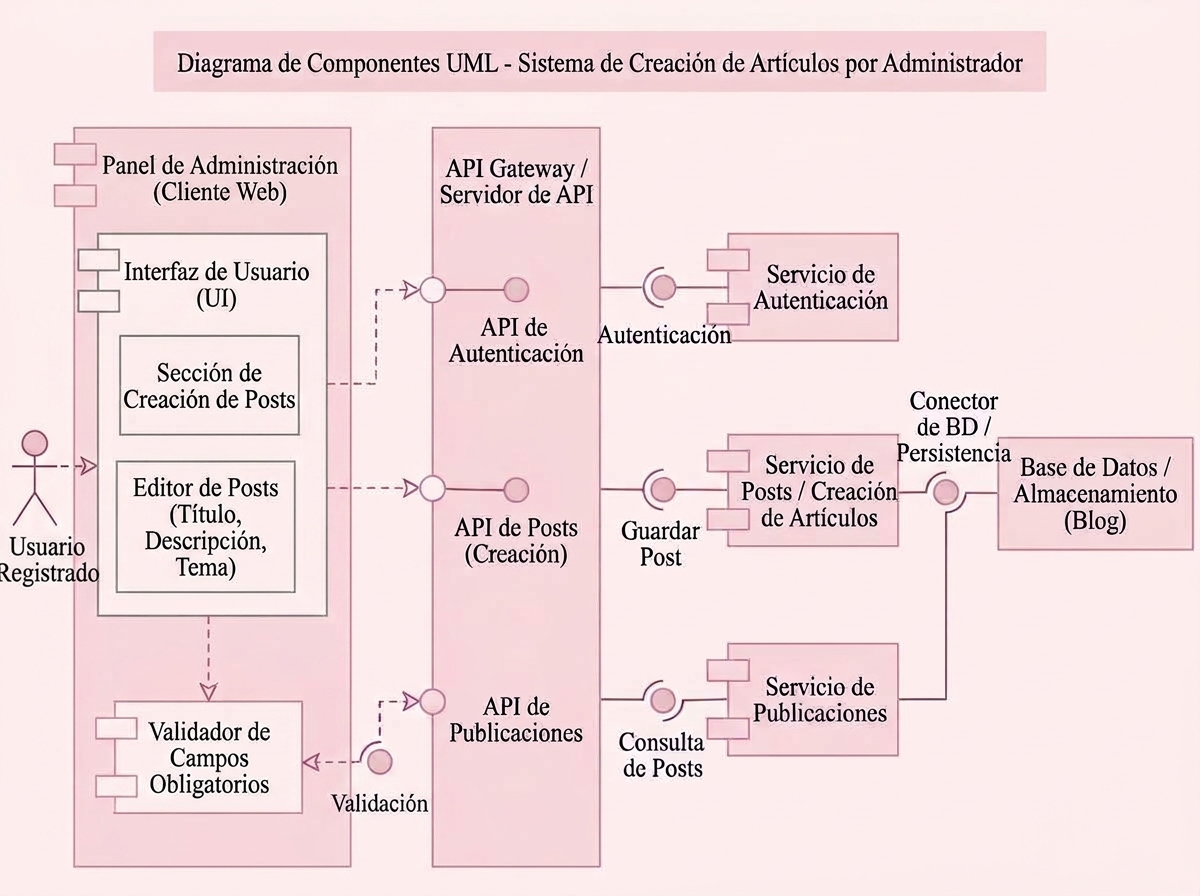 Diagrama de Componentes UML - Sistema de Creación de Artículos por Administrador
Panel de Administración
(Cliente Web)
Interfaz de Usuario
(UI)
Sección de
Creación de Posts
Editor de Posts
(Título,
Descripción,
Tema)
Usuario
Registrado
Validador de
Campos
Obligatorios
Validación
API Gateway /
Servidor de API
API de
Autenticación
API de Posts
(Creación)
API de
Publicaciones
Autenticación
Servicio de
Autenticación
Guardar
Post
Servicio de
Posts / Creación
de Artículos
Conector
de BD /
Persistencia
Base de Datos /
Almacenamiento
(Blog)
Consulta
de Posts
Servicio de
Publicaciones